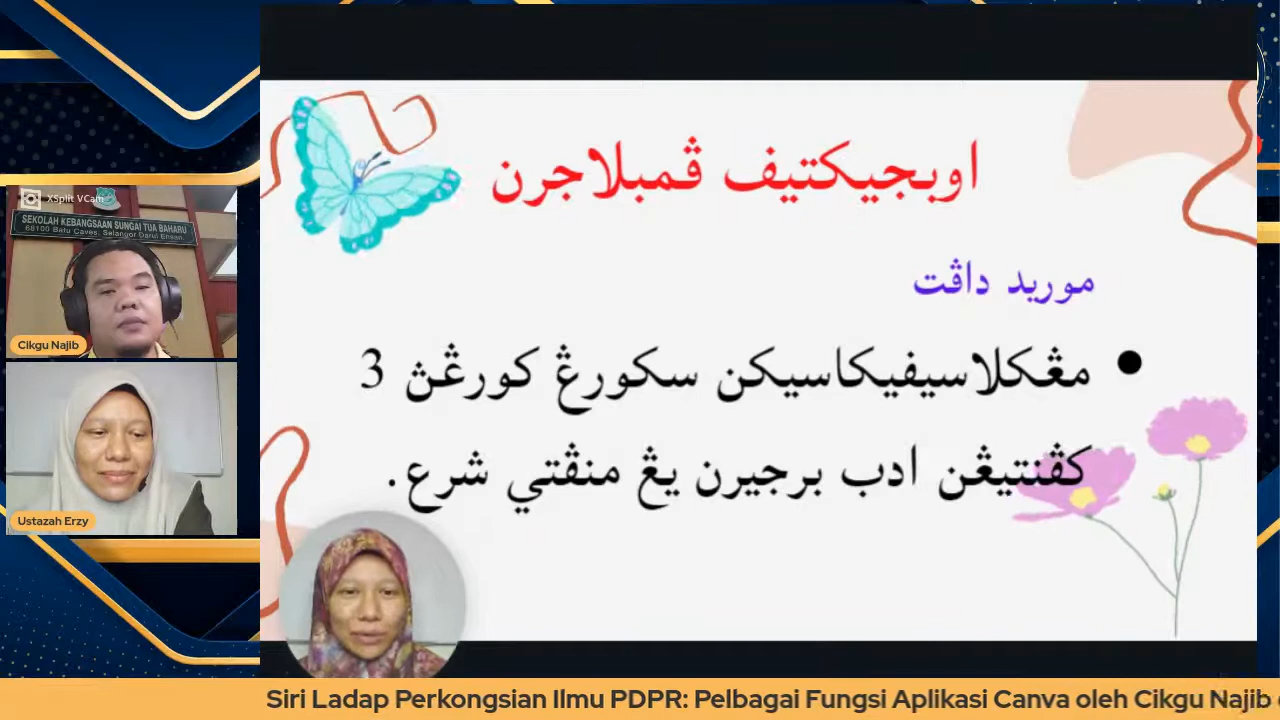 اوبجيکتيف ڤمبلاجرن
موريد داڤت
● مڠکلاسيفيکاسيکن سکورڠ کورڠڽ 3
کڤنتيڠن ادب برجيرن يڠ منڤتي شرع.
XSplit VCam
SEKOLAH KEBANGSAAN SUNGAI TUA BAHARU
68100 Batu Caves, Selangor Darul Ehsan
Cikgu Najib
Ustazah Erzy
Siri Ladap Perkongsian Ilmu PDPR: Pelbagai Fungsi Aplikasi Canva oleh Cikgu Najib